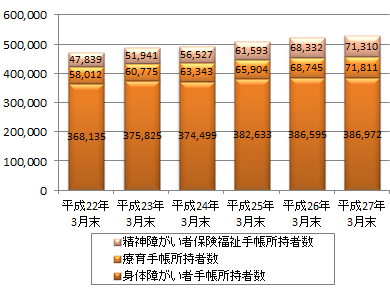 600,000
500,000
400,000
300,000
200,000
100,000
0
47,839
51,941
56,527
61,593
68,332
71,310
58,012
60,775
63,343
65,904
68,745
71,811
368,135
375,825
374,499
382,633
386,595
386,972
平成22年
3月末
平成23年
3月末
平成24年
3月末
平成25年
3月末
平成26年
3月末
平成27年
3月末
精神障がい者保険福祉手帳所持者数
療育手帳所持者数
身体障がい者手帳所持者数